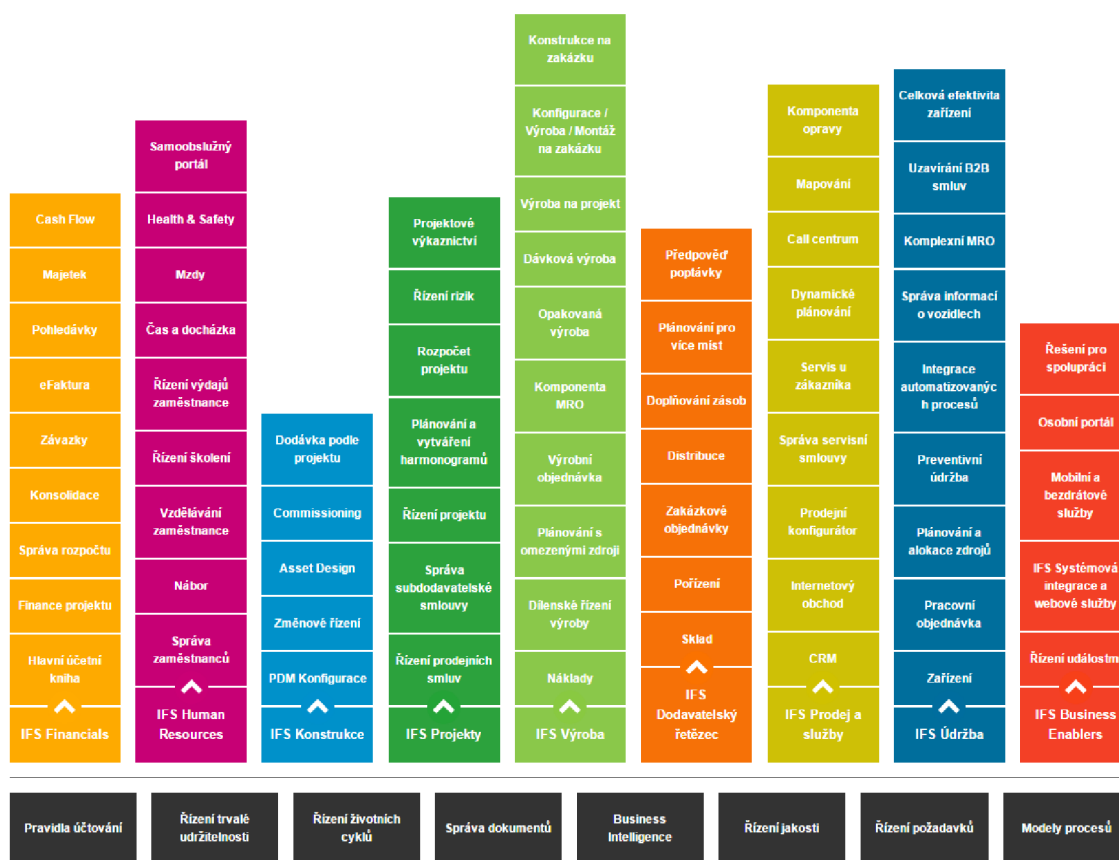 Cash Flow
Majetek
Pohledávky
eFaktura
Závazky
Konsolidace
Správa rozpočtu
Finance projektu
Hlavní účetní
kniha
IFS Financials
Samoobslužný
portál
Health & Safety
Mzdy
Čas a docházka
Řízení výdajů
zaměstnance
Řízení školení
Vzdělávání
zaměstnance
Nábor
Správa
zaměstnanců
IFS Human
Resources
Dodávka podle
projektu
Commissioning
Asset Design
Změnové řízení
PDM Konfigurace
IFS Konstrukce
Projektové
výkaznictví
Řízení rizik
Rozpočet
projektu
Plánování a
vytváření
harmonogramů
Řízení projektu
Správa
subdodavatelské
smlouvy
Řízení prodejních
smluv
IFS Projekty
Konstrukce na
zakázku
Konfigurace /
Výroba / Montáž
na zakázku
Výroba na projekt
Dávková výroba
Opakovaná
výroba
Komponenta
MRO
Výrobní
objednávka
Plánování s
omezenými zdroji
Dílenské řízení
výroby
Náklady
IFS Výroba
Předpověď
poptávky
Plánování pro
více míst
Doplňování zásob
Distribuce
Zakázkové
objednávky
Pořízení
Sklad
IFS
Dodavatelský
řetězec
Komponenta
opravy
Mapování
Call centrum
Dynamické
plánování
Servis u
zákazníka
Správa servisní
smlouvy
Prodejní
konfigurátor
Internetový
obchod
CRM
IFS Prodej a
služby
Celková efektivita
zařízení
Uzavírání B2B
smluv
Komplexní MRO
Správa informací
o vozidlech
Integrace
automatizovanýc
h procesů
Preventivní
údržba
Plánování a
alokace zdrojů
Pracovní
objednávka
Zařízení
IFS Údržba
Řešení pro
spolupráci
Osobní portál
Mobilní a
bezdrátové
služby
IFS Systémová
integrace a
webové služby
Řízení událostmi
IFS Business
Enablers
Pravidla účtování
Řízení trvalé
udržitelnosti
Řízení životních
cyklů
Správa dokumentů
Business
Intelligence
Řízení jakosti
Řízení požadavků
Modely procesů